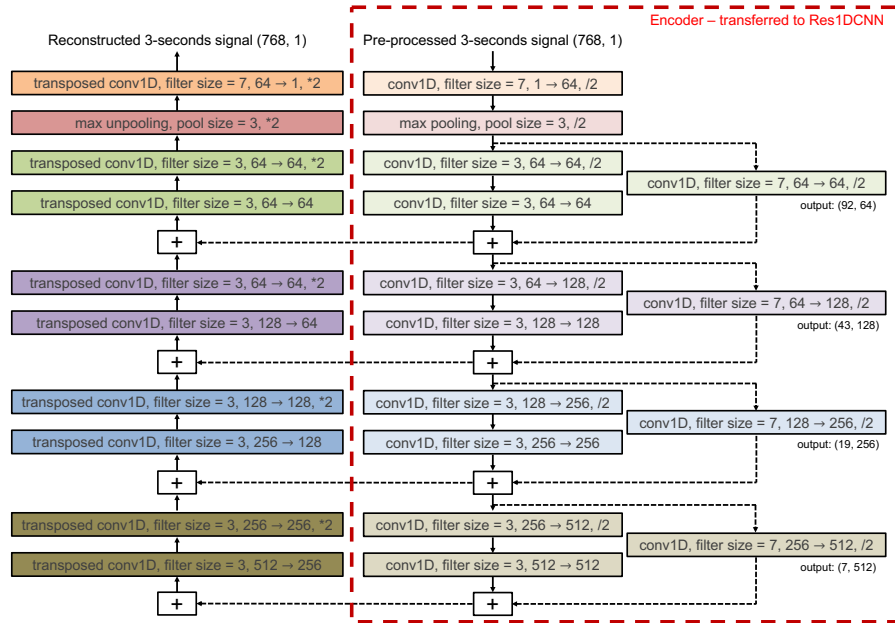 Encoder – transferred to Res1DCNN
Reconstructed 3-seconds signal (768, 1)
transposed conv1D, filter size = 7, 64 → 1, *2
max unpooling, pool size = 3, *2
transposed conv1D, filter size = 3, 64 → 64, *2
transposed conv1D, filter size = 3, 64 → 64
+
transposed conv1D, filter size = 3, 64 → 64, *2
transposed conv1D, filter size = 3, 128 → 64
+
transposed conv1D, filter size = 3, 128 → 128, *2
transposed conv1D, filter size = 3, 256 → 128
+
transposed conv1D, filter size = 3, 256 → 256, *2
transposed conv1D, filter size = 3, 512 → 256
+
Pre-processed 3-seconds signal (768, 1)
conv1D, filter size = 7, 1 → 64, /2
max pooling, pool size = 3, /2
conv1D, filter size = 3, 64 → 64, /2
conv1D, filter size = 3, 64 → 64
+
conv1D, filter size = 3, 64 → 128, /2
conv1D, filter size = 3, 128 → 128
+
conv1D, filter size = 3, 128 → 256, /2
conv1D, filter size = 3, 256 → 256
+
conv1D, filter size = 3, 256 → 512, /2
conv1D, filter size = 3, 512 → 512
+
conv1D, filter size = 7, 64 → 64, /2
output: (92, 64)
conv1D, filter size = 7, 64 → 128, /2
output: (43, 128)
conv1D, filter size = 7, 128 → 256, /2
output: (19, 256)
conv1D, filter size = 7, 256 → 512, /2
output: (7, 512)